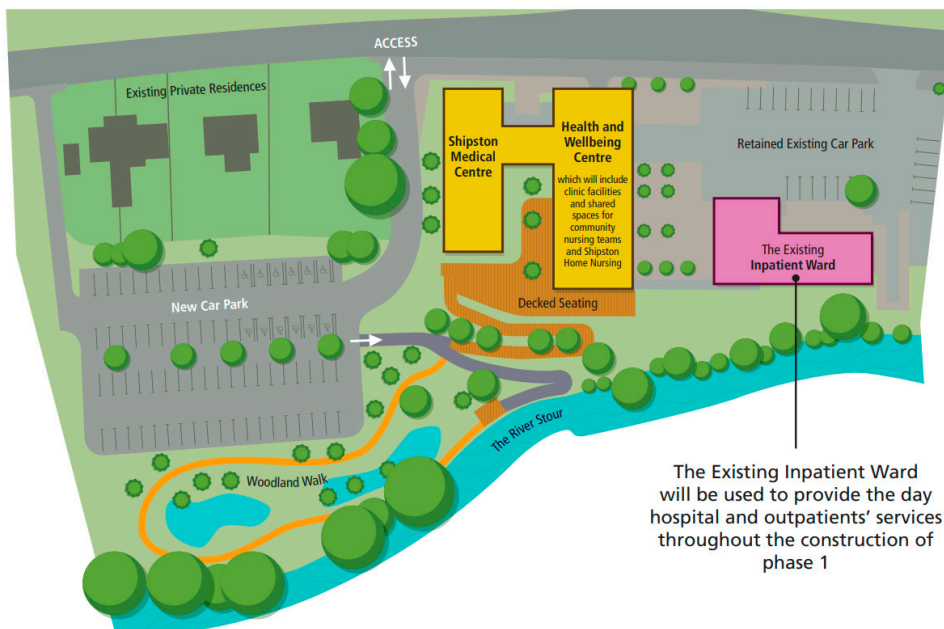 ACCESS
Existing Private Residences
Shipston
Medical
Centre
Health and
Wellbeing
Centre
which will include
clinic facilities
and shared
spaces for
community
nursing teams
and Shipston
Home Nursing
Retained Existing Car Park
The Existing
Inpatient Ward
New Car Park
Decked Seating
The River Stour
Woodland Walk
The Existing Inpatient Ward
will be used to provide the day
hospital and outpatients’ services
throughout the construction of
phase 1